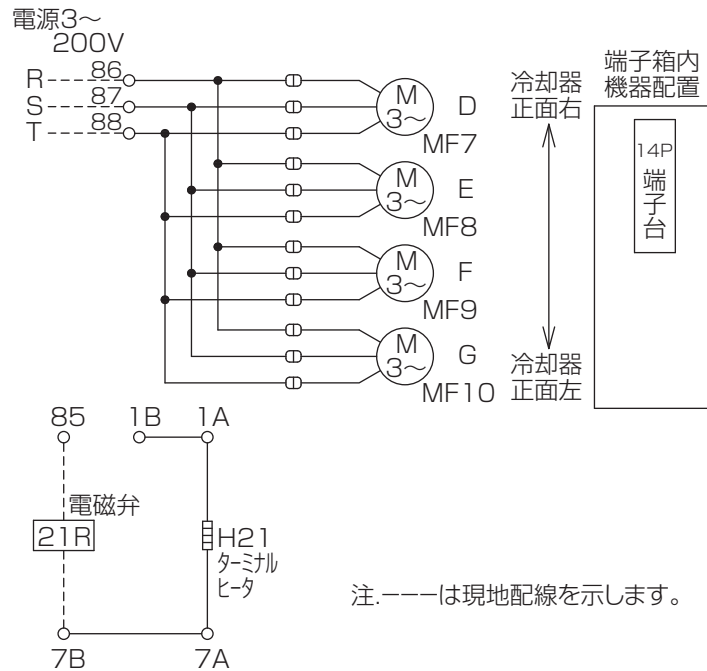 電源3～
200V
R 86
S 87
T 88
M
3～
D
MF7
M
3～
E
MF8
M
3～
F
MF9
M
3～
G
MF10
冷却器
正面右
冷却器
正面左
端子箱内
機器配置
14P
端子台
85
1B
1A
電磁弁
21R
H21
ターミナル
ヒータ
7B
7A
注.−−−は現地配線を示します。